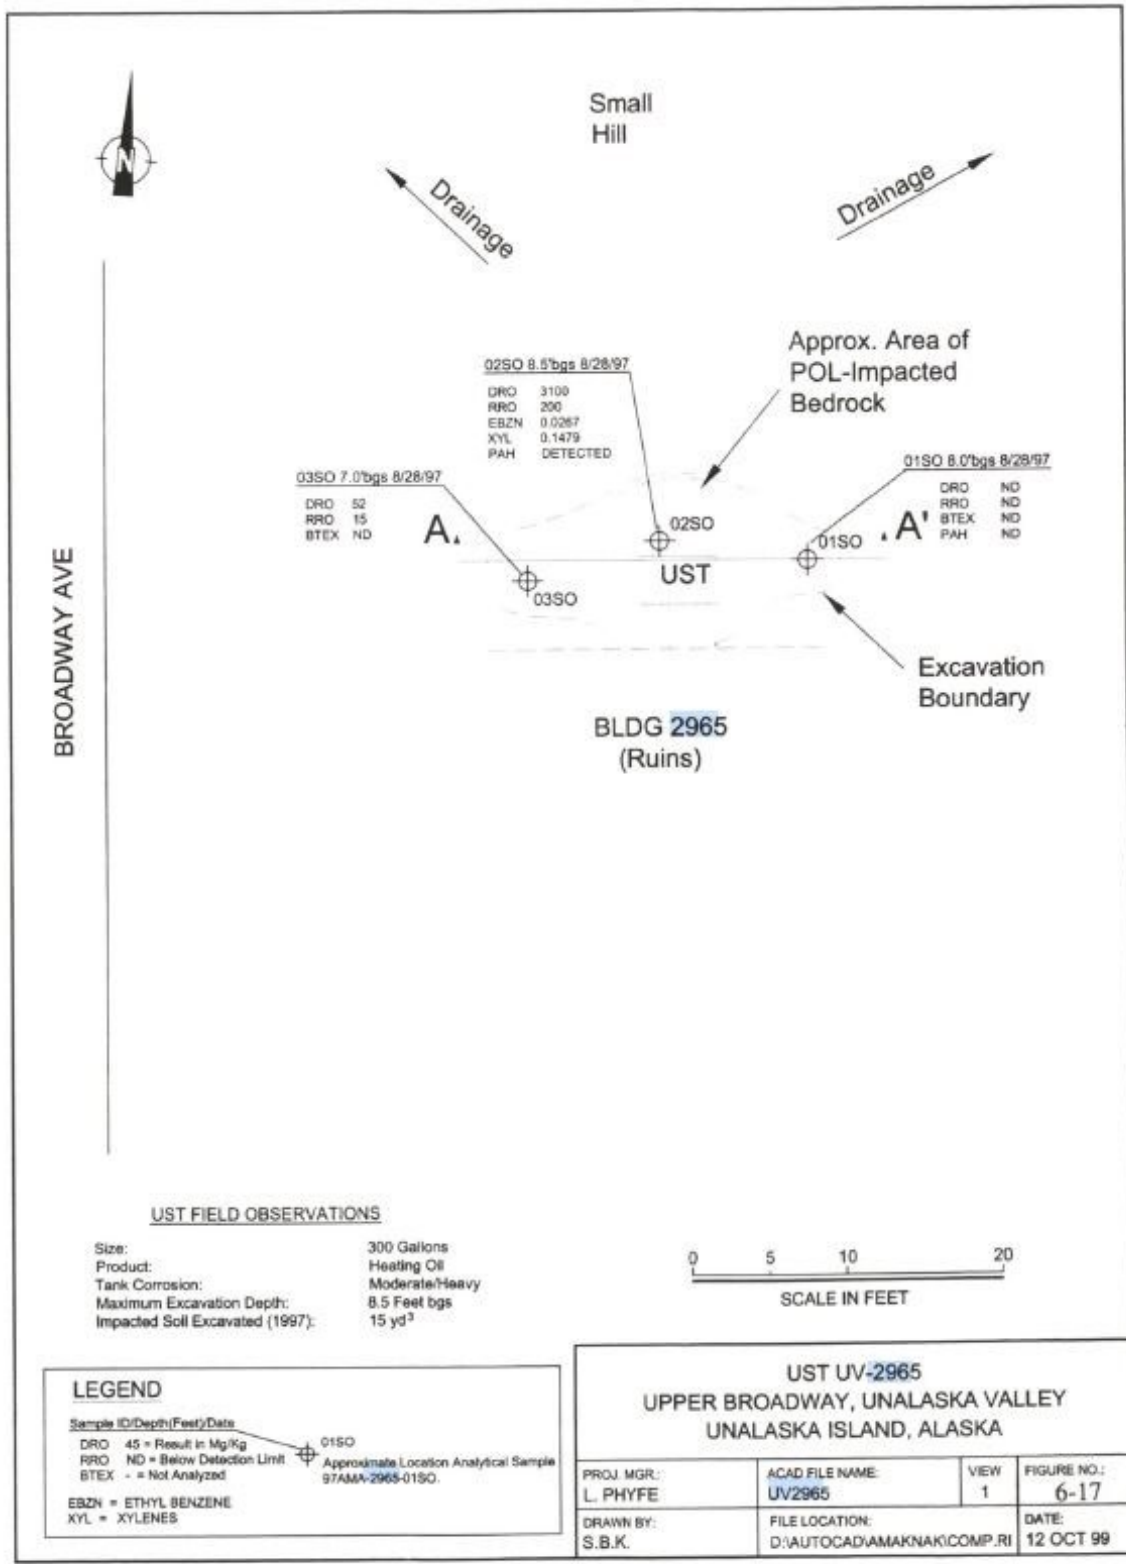 N
Small
Hill
Drainage
Drainage
Approx. Area of
POL-Impacted
Bedrock
02SO 8.5'bgs 8/28/97
DRO 3100
RRO 200
EBZN 0.0267
XYL 0.1479
PAH DETECTED
03SO 7.0'bgs 8/28/97
DRO 52
RRO 15
BTEX ND
01SO 8.0'bgs 8/28/97
DRO ND
RRO ND
BTEX ND
PAH ND
A
A'
02SO
01SO
UST
03SO
BROADWAY AVE
Excavation
Boundary
BLDG 2965
(Ruins)
UST FIELD OBSERVATIONS
Size: 300 Gallons
Product: Heating Oil
Tank Corrosion: Moderate/Heavy
Maximum Excavation Depth: 8.5 Feet bgs
Impacted Soil Excavated (1997): 15 yd³
0 5 10 20
SCALE IN FEET
LEGEND
Sample ID/Depth(Feet)/Date
DRO 45 = Result in Mg/Kg
RRO ND = Below Detection Limit
BTEX - = Not Analyzed
01SO
Approximate Location Analytical Sample
97AMA-2965-01SO.
EBZN = ETHYL BENZENE
XYL = XYLENES
UST UV-2965
UPPER BROADWAY, UNALASKA VALLEY
UNALASKA ISLAND, ALASKA
PROJ. MGR.: L. PHYFE
ACAD FILE NAME: UV2965
VIEW 1
FIGURE NO.: 6-17
DRAWN BY: S.B.K.
FILE LOCATION: D:\AUTOCAD\AMAKNAK\COMP.RI
DATE: 12 OCT 99